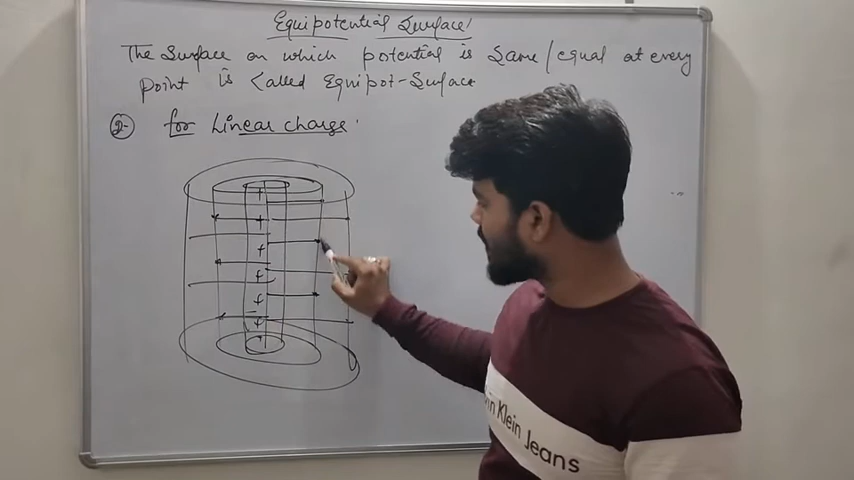 Equipotential Surface
The Surface on which potential is Same/equal at every
point is Called Equipot-Surface
2- for Linear charge.
+
+
+
+
+
+
+
in Klein
Jeans